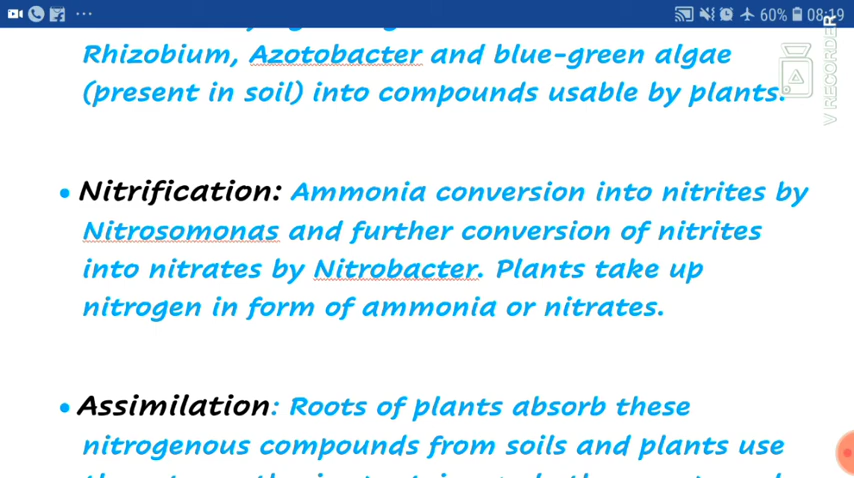 60% 08:19
Rhizobium, Azotobacter and blue-green algae
(present in soil) into compounds usable by plants.
V RECORDER
• Nitrification: Ammonia conversion into nitrites by
Nitrosomonas and further conversion of nitrites
into nitrates by Nitrobacter. Plants take up
nitrogen in form of ammonia or nitrates.
• Assimilation: Roots of plants absorb these
nitrogenous compounds from soils and plants use